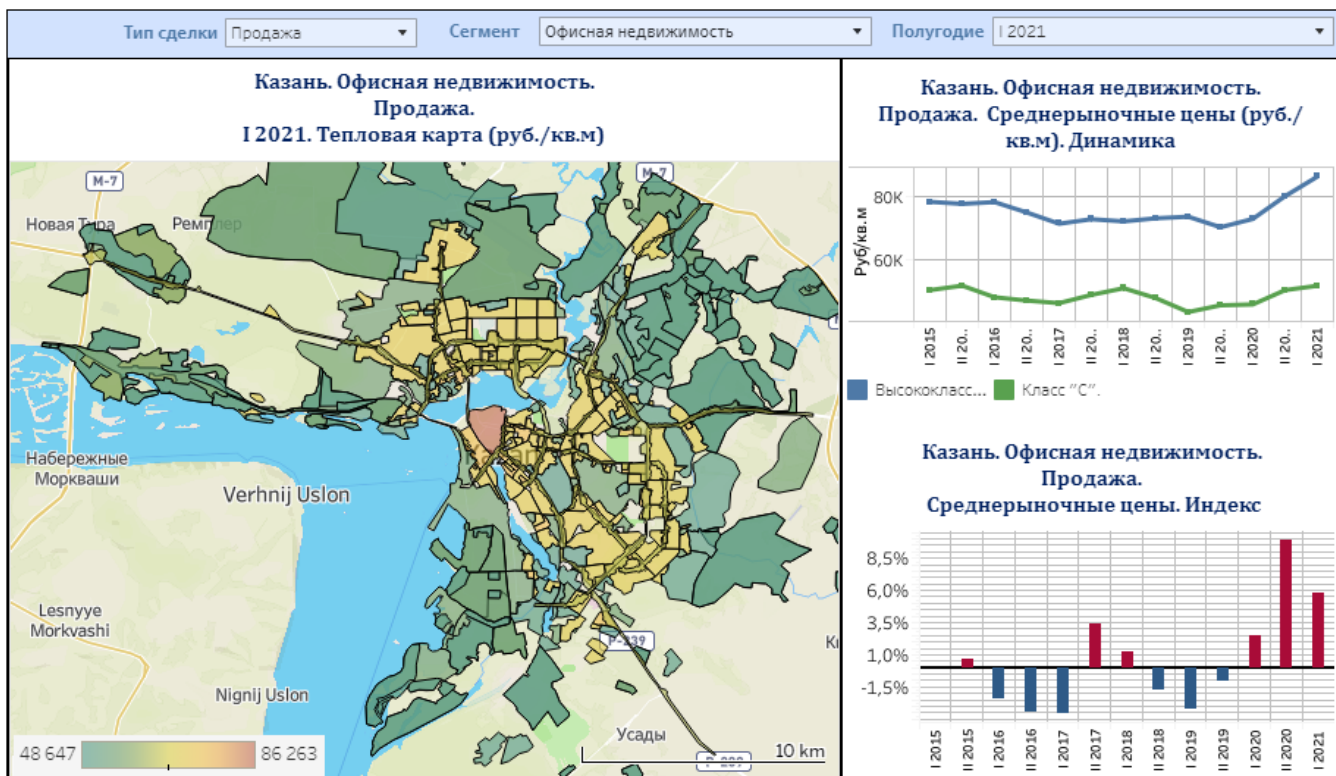 Тип сделки Продажа Сегмент Офисная недвижимость Полугодие I 2021
Казань. Офисная недвижимость.
Продажа.
I 2021. Тепловая карта (руб./кв.м)
М-7
М-7
Новая Тура
Ремплер
Набережные
Моркваши
Verhnij Uslon
Lesnyye
Morkvashi
Nignij Uslon
Р-239
Усады
Р-239
48 647 86 263
10 km
Казань. Офисная недвижимость.
Продажа. Среднерыночные цены (руб./
кв.м). Динамика
Руб/кв.м
80K
60K
I 2015
II 20..
I 2016
II 20..
I 2017
II 20..
I 2018
II 20..
I 2019
II 20..
I 2020
II 20..
I 2021
Высококласс... Класс "С".
Казань. Офисная недвижимость.
Продажа.
Среднерыночные цены. Индекс
8,5%
6,0%
3,5%
1,0%
-1,5%
I 2015
II 2015
I 2016
II 2016
I 2017
II 2017
I 2018
II 2018
I 2019
II 2019
I 2020
II 2020
I 2021